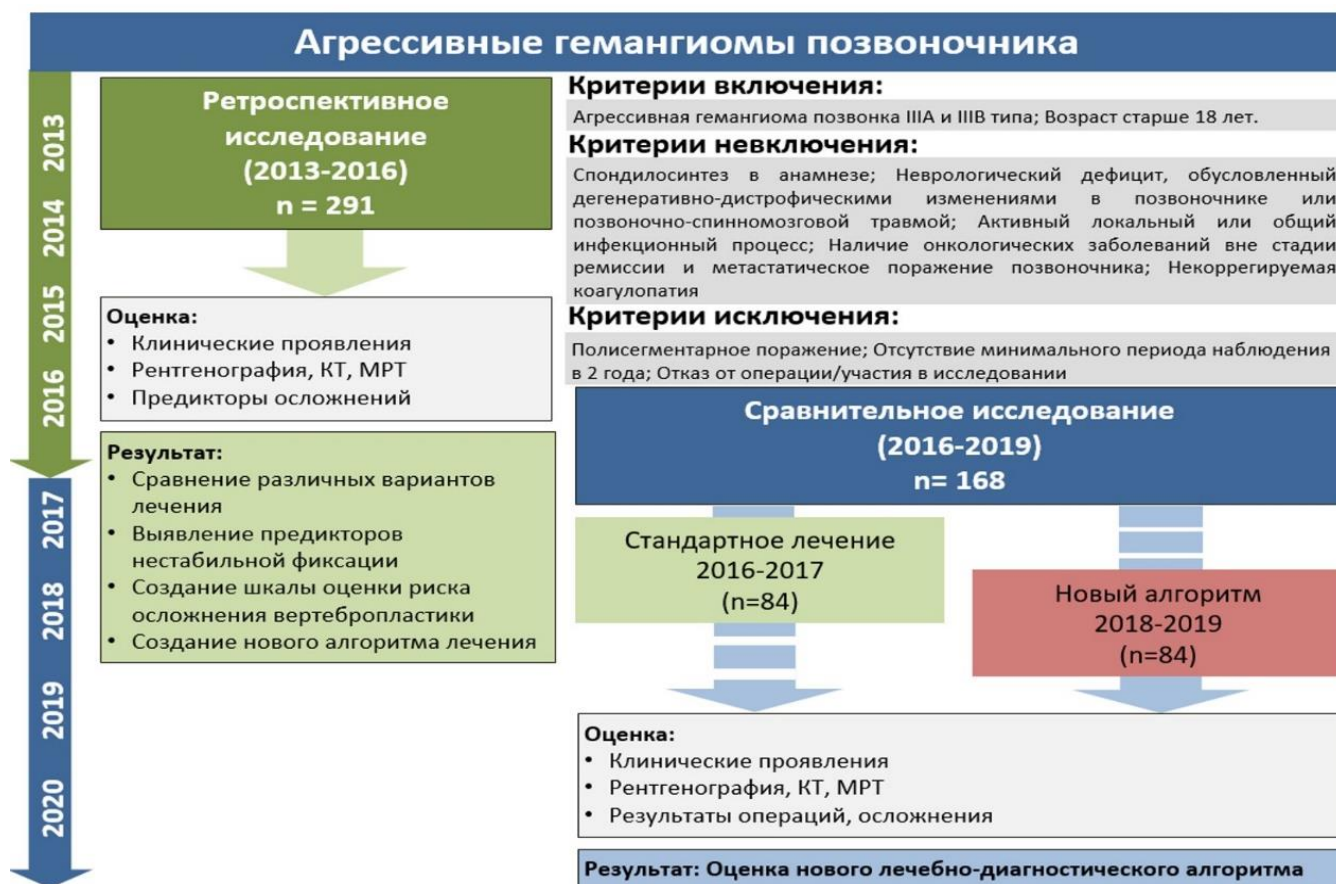 Агрессивные гемангиомы позвоночника
2013
2014
2015
2016
2017
2018
2019
2020
Ретроспективное
исследование
(2013-2016)
n = 291
Оценка:
• Клинические проявления
• Рентгенография, КТ, МРТ
• Предикторы осложнений
Результат:
• Сравнение различных вариантов
лечения
• Выявление предикторов
нестабильной фиксации
• Создание шкалы оценки риска
осложнения вертебропластики
• Создание нового алгоритма лечения
Критерии включения:
Агрессивная гемангиома позвонка IIIA и IIIB типа; Возраст старше 18 лет.
Критерии невключения:
Спондилосинтез в анамнезе; Неврологический дефицит, обусловленный
дегенеративно-дистрофическими изменениями в позвоночнике или
позвоночно-спинномозговой травмой; Активный локальный или общий
инфекционный процесс; Наличие онкологических заболеваний вне стадии
ремиссии и метастатическое поражение позвоночника; Некоррегируемая
коагулопатия
Критерии исключения:
Полисегментарное поражение; Отсутствие минимального периода наблюдения
в 2 года; Отказ от операции/участия в исследовании
Сравнительное исследование
(2016-2019)
n= 168
Стандартное лечение
2016-2017
(n=84)
Новый алгоритм
2018-2019
(n=84)
Оценка:
• Клинические проявления
• Рентгенография, КТ, МРТ
• Результаты операций, осложнения
Результат: Оценка нового лечебно-диагностического алгоритма